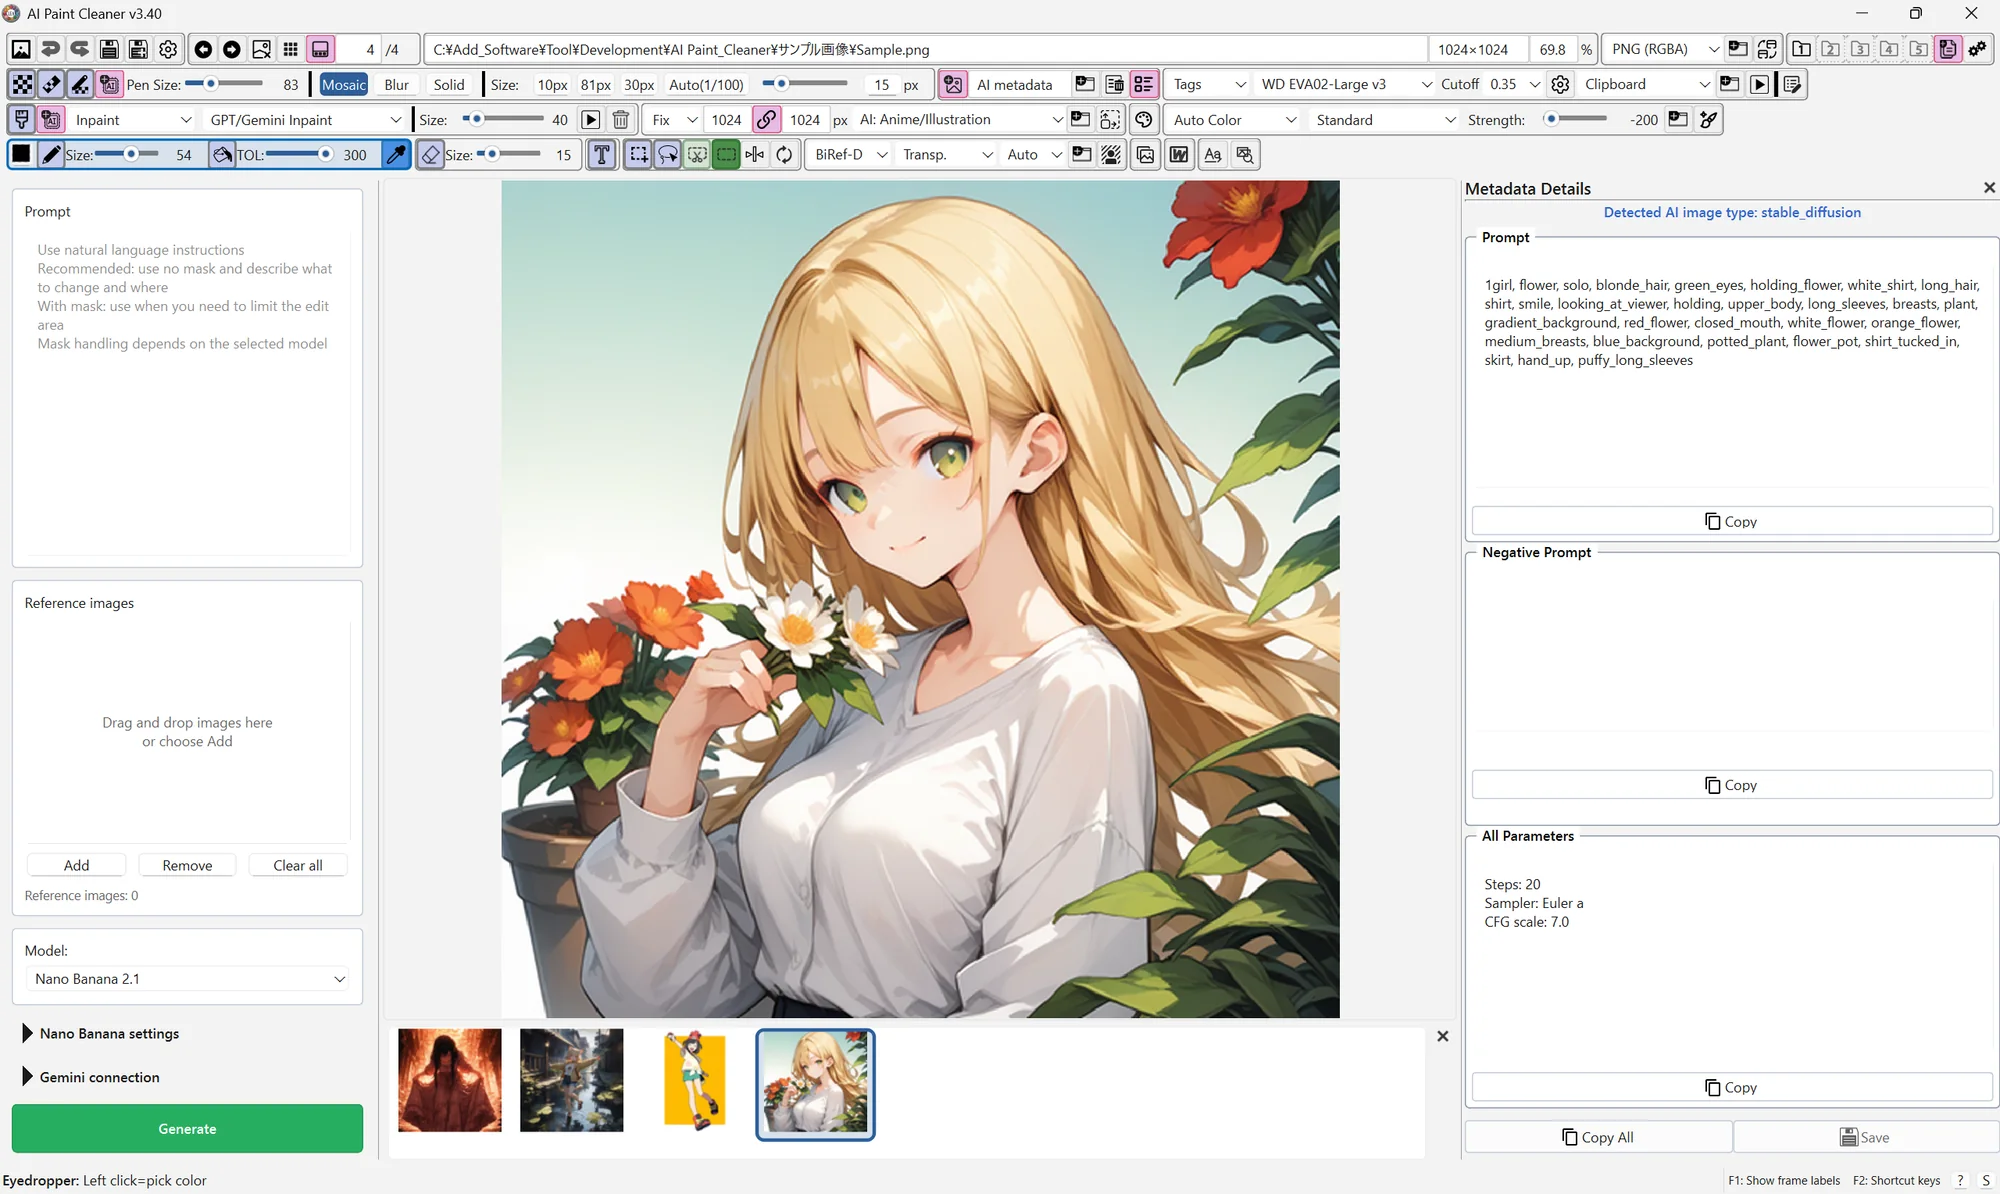 AI Paint Cleaner v3.40
4 /4 C:¥Add_Software¥Tool¥Development¥AI Paint_Cleaner¥サンプル画像¥Sample.png 1024×1024 69.8 % PNG (RGBA) 1 2 3 4 5
Pen Size: 83 Mosaic Blur Solid Size: 10px 81px 30px Auto(1/100) 15 px AI metadata Tags WD EVA02-Large v3 Cutoff 0.35 Clipboard
Inpaint GPT/Gemini Inpaint Size: 40 Fix 1024 1024 px AI: Anime/Illustration Auto Color Standard Strength: -200
Size: 54 TOL: 300 Size: 15 T BiRef-D Transp. Auto W Aa
Prompt
Use natural language instructions
Recommended: use no mask and describe what
to change and where
With mask: use when you need to limit the edit
area
Mask handling depends on the selected model
Reference images
Drag and drop images here
or choose Add
Add Remove Clear all
Reference images: 0
Model:
Nano Banana 2.1
Nano Banana settings
Gemini connection
Generate
Metadata Details
Detected AI image type: stable_diffusion
Prompt
1girl, flower, solo, blonde_hair, green_eyes, holding_flower, white_shirt, long_hair,
shirt, smile, looking_at_viewer, holding, upper_body, long_sleeves, breasts, plant,
gradient_background, red_flower, closed_mouth, white_flower, orange_flower,
medium_breasts, blue_background, potted_plant, flower_pot, shirt_tucked_in,
skirt, hand_up, puffy_long_sleeves
Copy
Negative Prompt
Copy
All Parameters
Steps: 20
Sampler: Euler a
CFG scale: 7.0
Copy
Copy All Save
Eyedropper: Left click=pick color F1: Show frame labels F2: Shortcut keys ? S